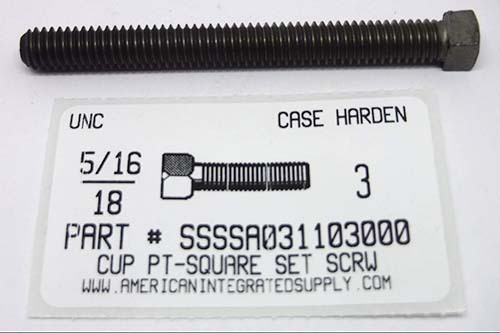 UNC CASE HARDEN
5/16
18 3
PART # SSSSA031103000
CUP PT-SQUARE SET SCRW
WWW.AMERICANINTEGRATEDSUPPLY.COM